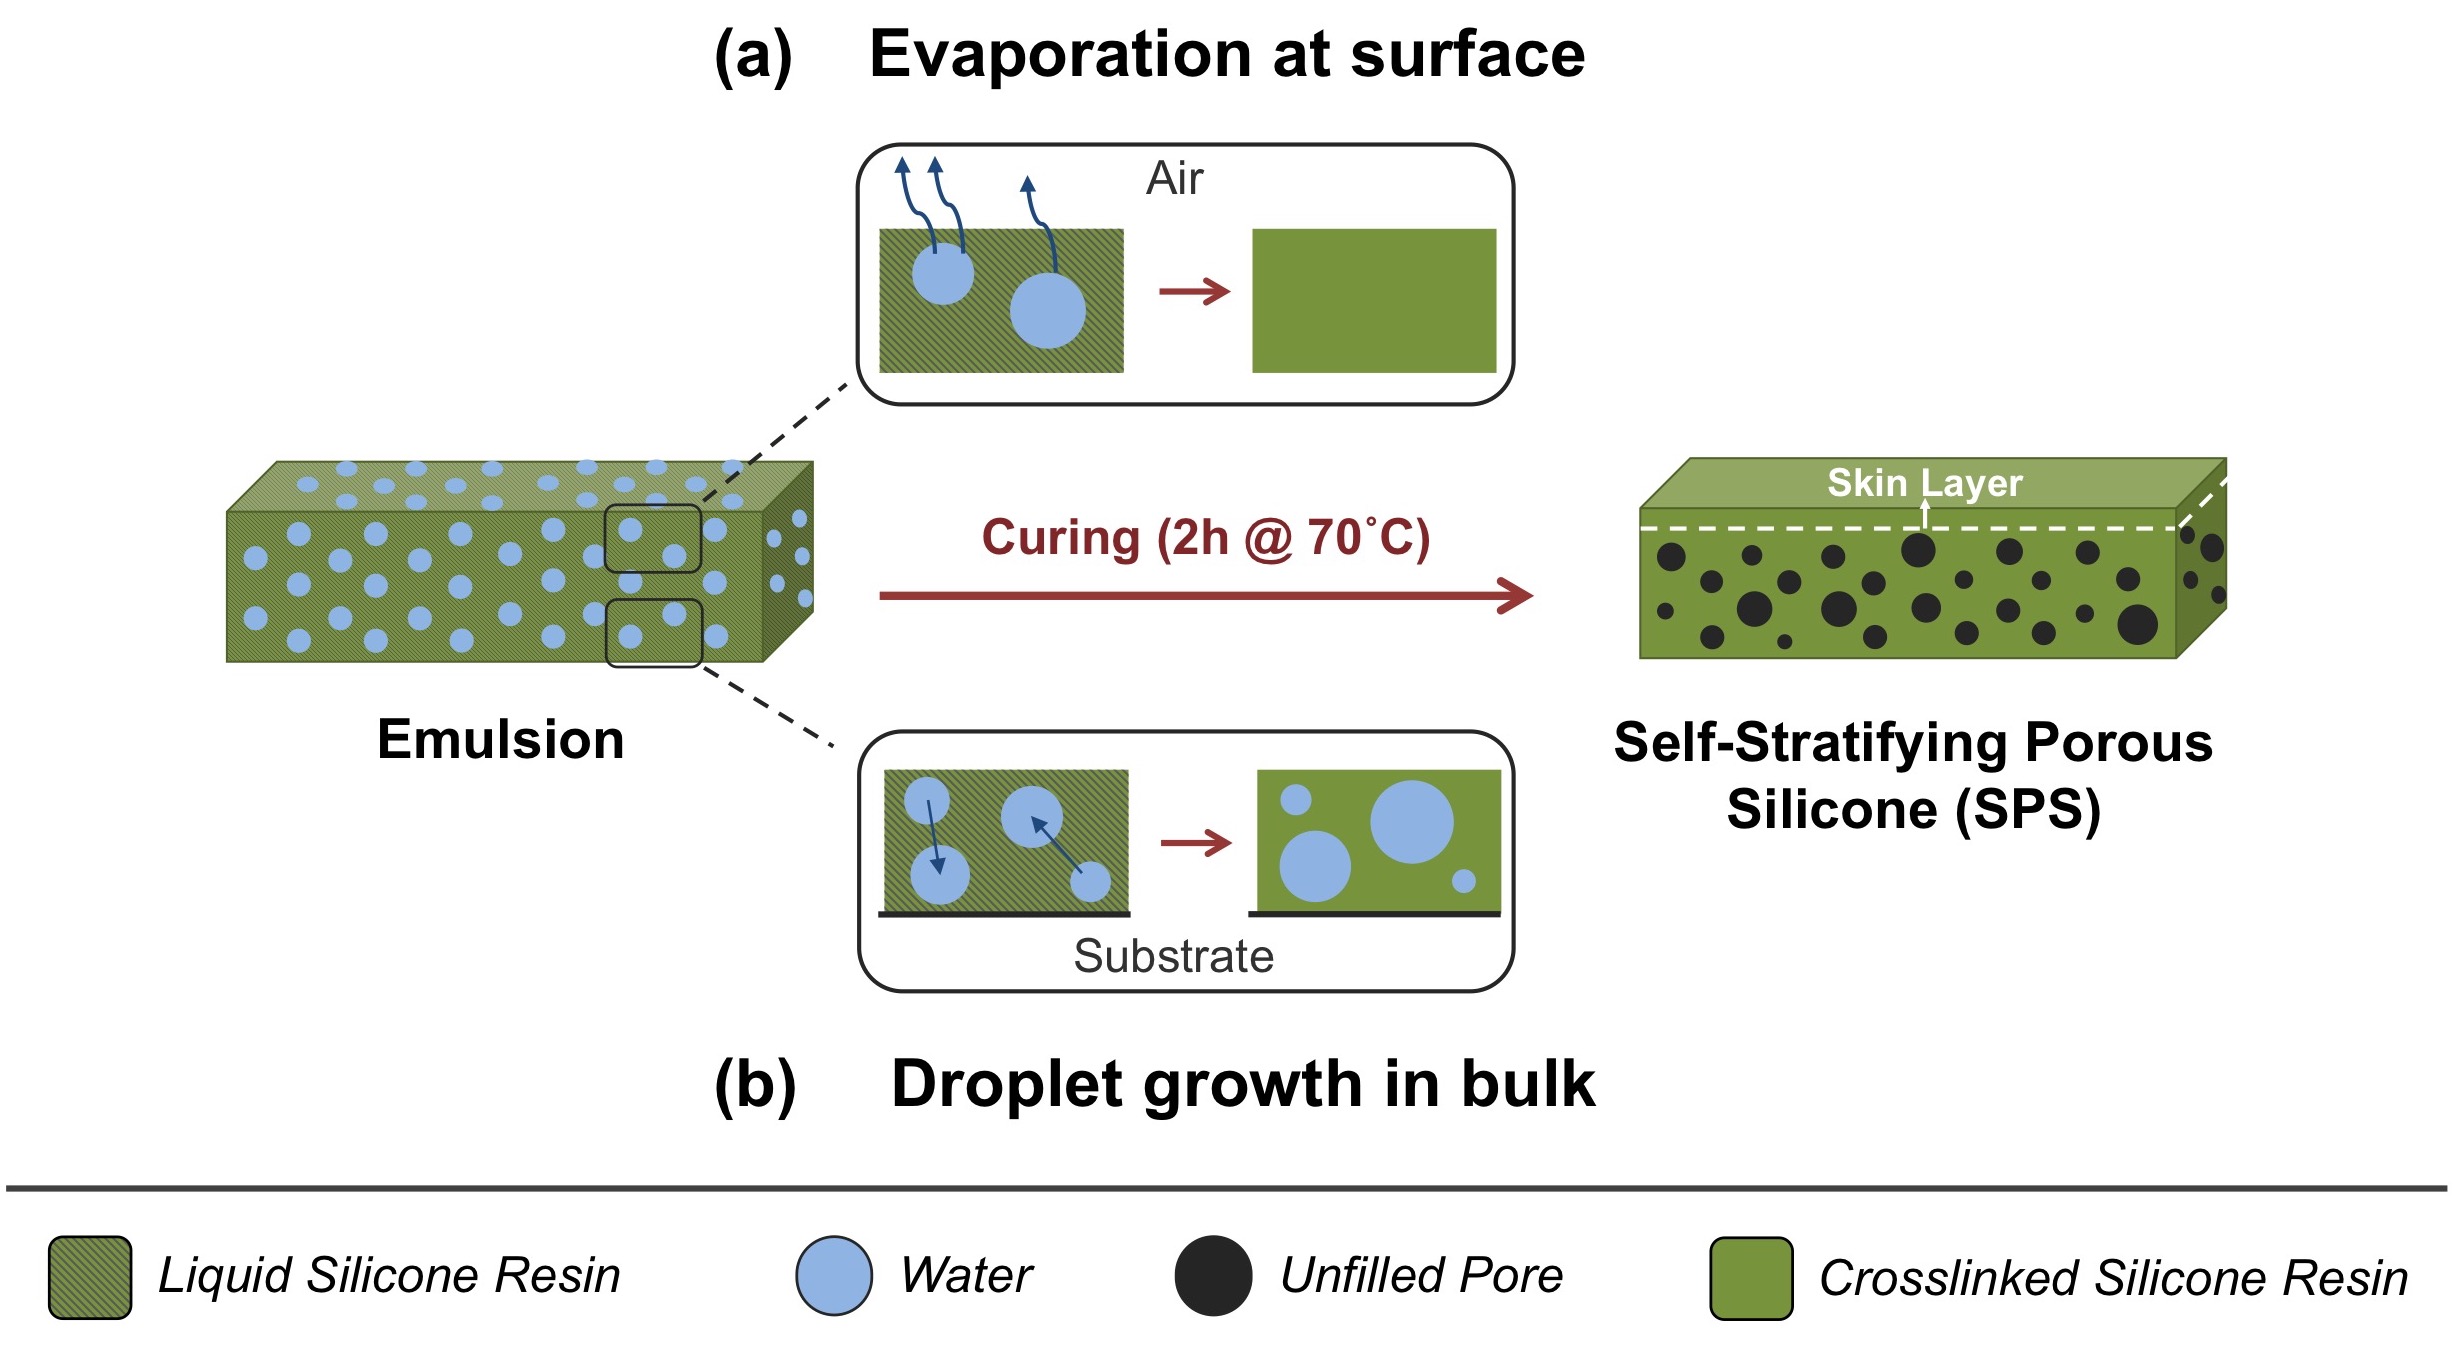 (a) Evaporation at surface
Air
Skin Layer
Curing (2h @ 70˚C)
Emulsion
Self-Stratifying Porous
Silicone (SPS)
Substrate
(b) Droplet growth in bulk
Liquid Silicone Resin
Water
Unfilled Pore
Crosslinked Silicone Resin